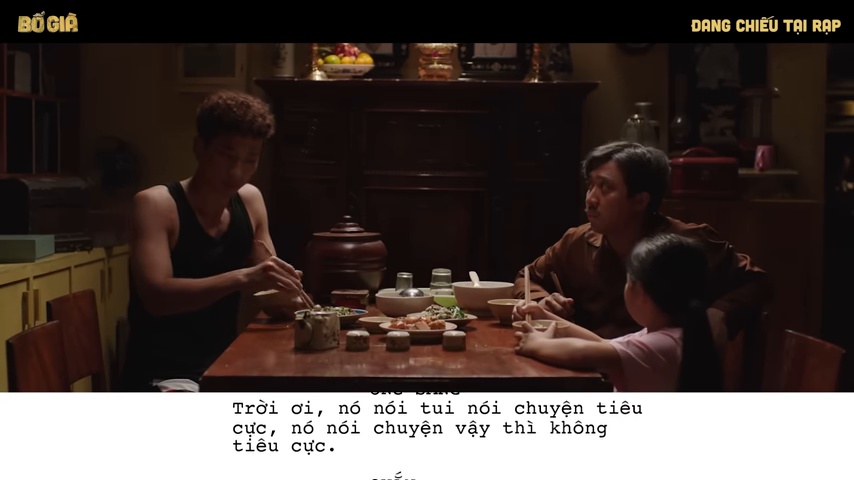 BỐ GIÀ
ĐANG CHIẾU TẠI RẠP
Trời ơi, nó nói tui nói chuyện tiêu
cực, nó nói chuyện vậy thì không
tiêu cực.